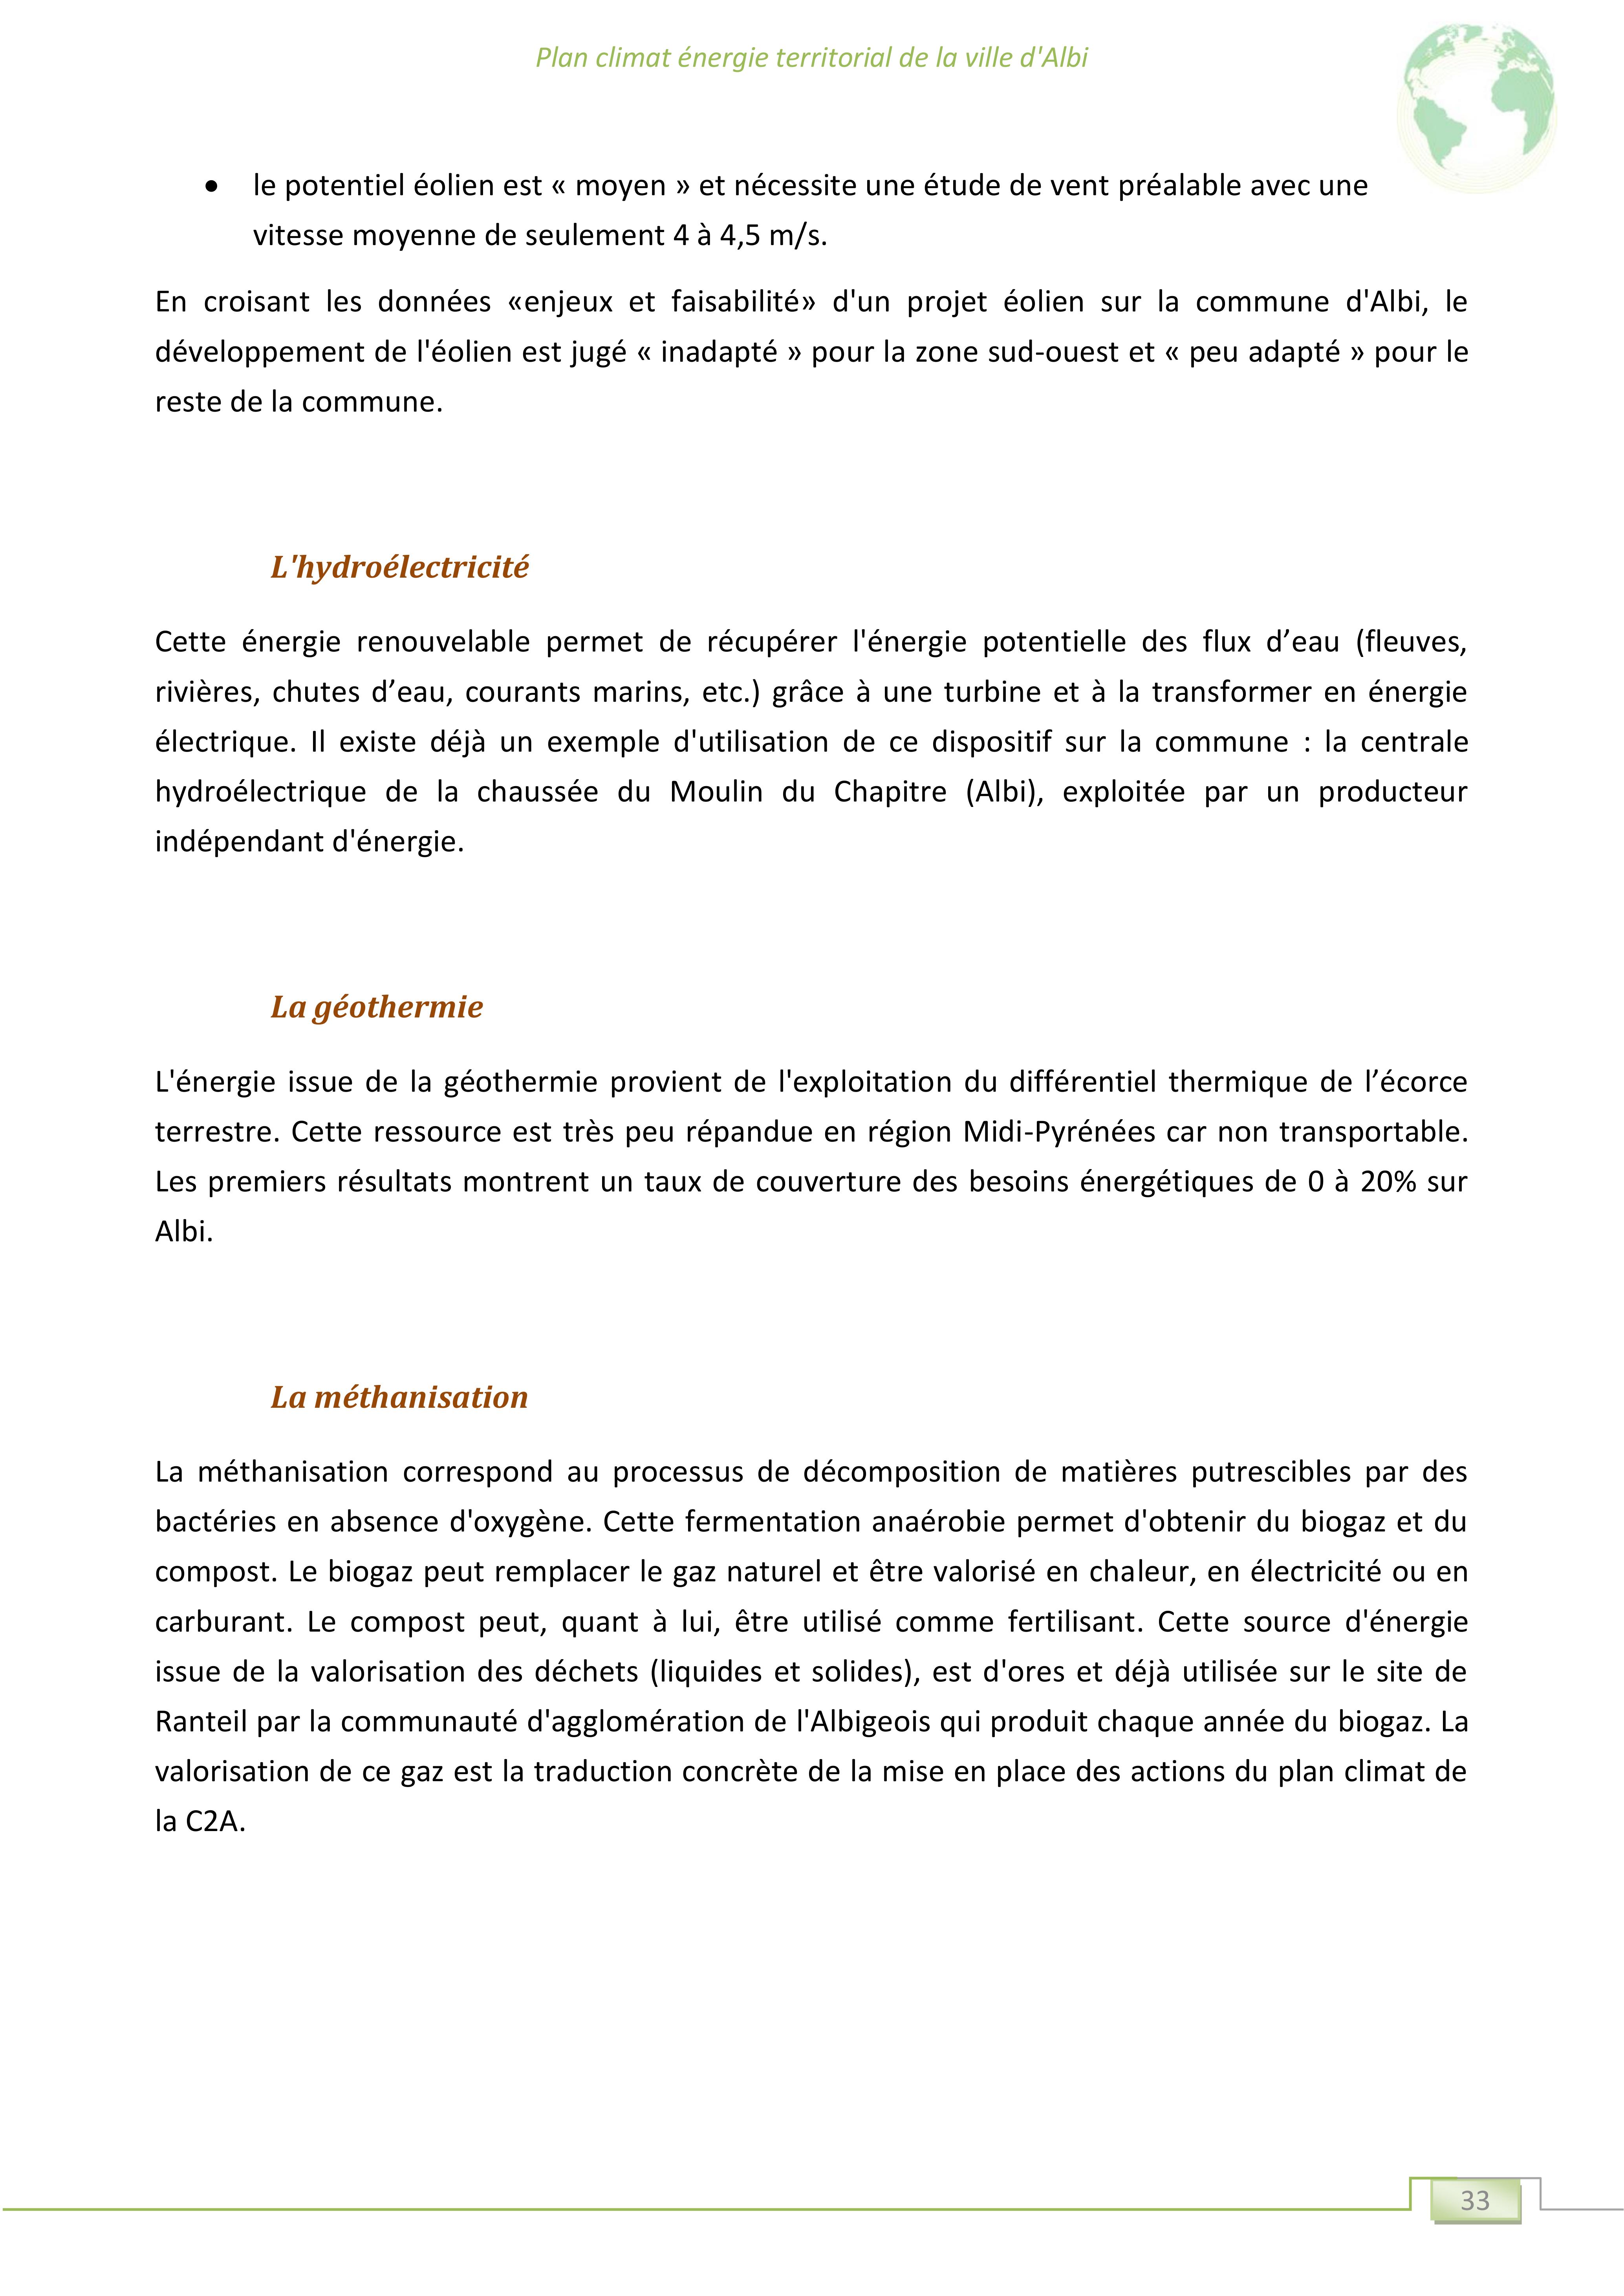 Plan climat énergie territorial de la ville d'Albi
• le potentiel éolien est « moyen » et nécessite une étude de vent préalable avec une
vitesse moyenne de seulement 4 à 4,5 m/s.
En croisant les données «enjeux et faisabilité» d'un projet éolien sur la commune d'Albi, le
développement de l'éolien est jugé « inadapté » pour la zone sud-ouest et « peu adapté » pour le
reste de la commune.
L'hydroélectricité
Cette énergie renouvelable permet de récupérer l'énergie potentielle des flux d’eau (fleuves,
rivières, chutes d’eau, courants marins, etc.) grâce à une turbine et à la transformer en énergie
électrique. Il existe déjà un exemple d'utilisation de ce dispositif sur la commune : la centrale
hydroélectrique de la chaussée du Moulin du Chapitre (Albi), exploitée par un producteur
indépendant d'énergie.
La géothermie
L'énergie issue de la géothermie provient de l'exploitation du différentiel thermique de l’écorce
terrestre. Cette ressource est très peu répandue en région Midi-Pyrénées car non transportable.
Les premiers résultats montrent un taux de couverture des besoins énergétiques de 0 à 20% sur
Albi.
La méthanisation
La méthanisation correspond au processus de décomposition de matières putrescibles par des
bactéries en absence d'oxygène. Cette fermentation anaérobie permet d'obtenir du biogaz et du
compost. Le biogaz peut remplacer le gaz naturel et être valorisé en chaleur, en électricité ou en
carburant. Le compost peut, quant à lui, être utilisé comme fertilisant. Cette source d'énergie
issue de la valorisation des déchets (liquides et solides), est d'ores et déjà utilisée sur le site de
Ranteil par la communauté d'agglomération de l'Albigeois qui produit chaque année du biogaz. La
valorisation de ce gaz est la traduction concrète de la mise en place des actions du plan climat de
la C2A.
33